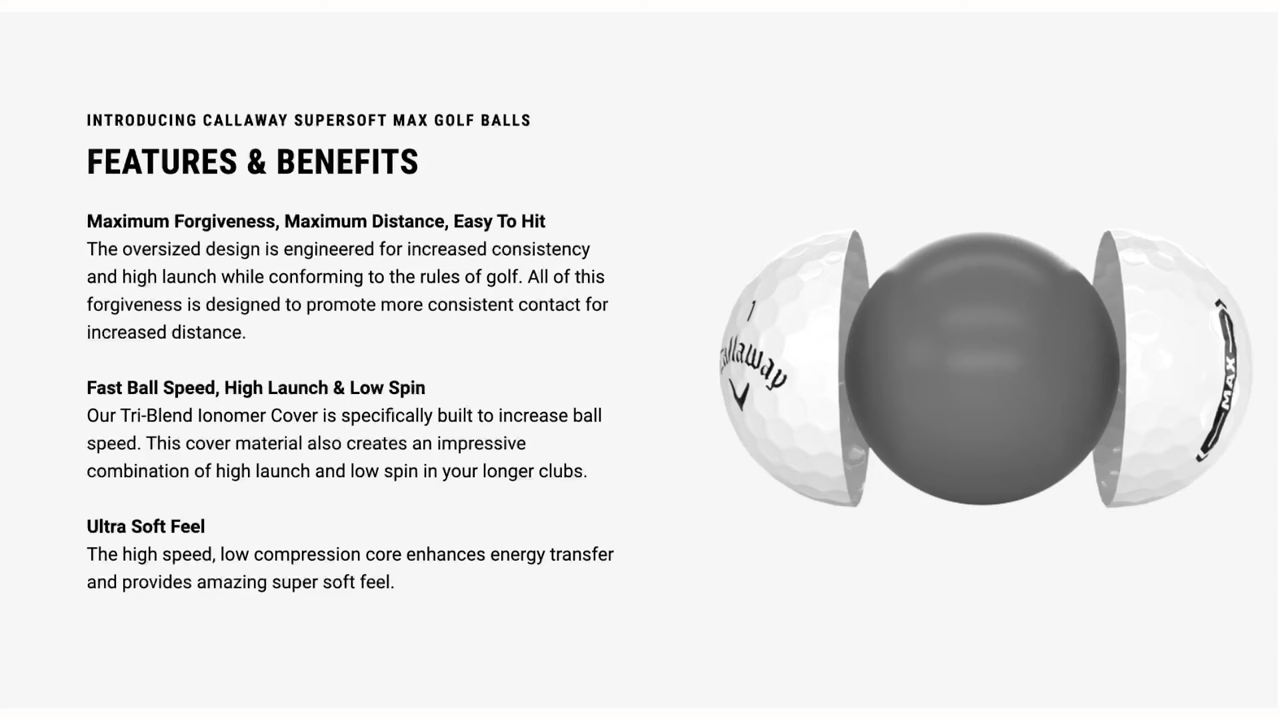 INTRODUCING CALLAWAY SUPERSOFT MAX GOLF BALLS
FEATURES & BENEFITS
Maximum Forgiveness, Maximum Distance, Easy To Hit
The oversized design is engineered for increased consistency
and high launch while conforming to the rules of golf. All of this
forgiveness is designed to promote more consistent contact for
increased distance.
Fast Ball Speed, High Launch & Low Spin
Our Tri-Blend Ionomer Cover is specifically built to increase ball
speed. This cover material also creates an impressive
combination of high launch and low spin in your longer clubs.
Ultra Soft Feel
The high speed, low compression core enhances energy transfer
and provides amazing super soft feel.
1
Callaway
MAX